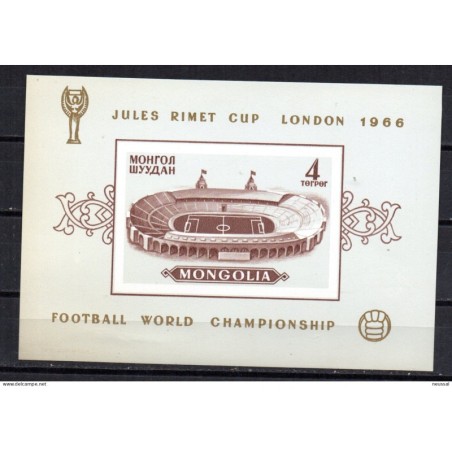 JULES RIMET CUP LONDON 1966
МОНГОЛ
ШУУДАН
4
ТӨГРӨГ
MONGOLIA
FOOTBALL WORLD CHAMPIONSHIP
www.delcampe.net
neussal